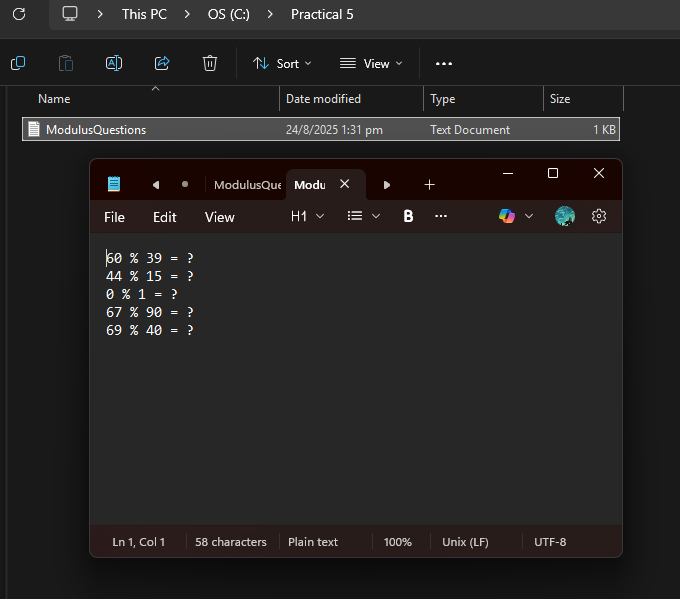 This PC > OS (C:) > Practical 5
Sort View ...
Name Date modified Type Size
ModulusQuestions 24/8/2025 1:31 pm Text Document 1 KB
ModulusQue Modu
File Edit View H1 B ...
60 % 39 = ?
44 % 15 = ?
0 % 1 = ?
67 % 90 = ?
69 % 40 = ?
Ln 1, Col 1 58 characters Plain text 100% Unix (LF) UTF-8